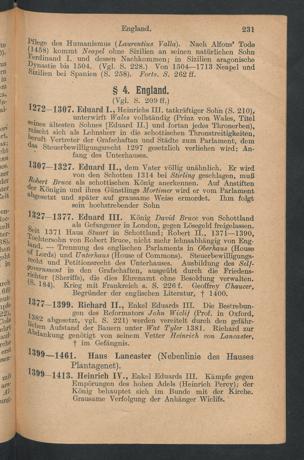 England. 231
Pflege des Humanismus (Laurentius Valla). Nach Alfons' Tode
(1458) kommt Neapel ohne Sizilien an seinen natürlichen Sohn
Ferdinand I. und dessen Nachkommen; in Sizilien aragonische
Dynastie bis 1504. (Vgl. S. 228.) Von 1504—1713 Neapel und
Sizilien bei Spanien (S. 258). Forts. S. 262 ff.
§ 4. England.
(Vgl. S. 209 ff.)
1272—1307. Eduard I., Heinrichs III. tatkräftiger Sohn (S. 210),
unterwirft Wales vollständig (Prinz von Wales, Titel
seines ältesten Sohnes [Eduard II.] und fortan jedes Thronerben),
mischt sich als Lehnsherr in die schottischen Thronstreitigkeiten,
beruft Vertreter der Grafschaften und Städte zum Parlament, dem
das Steuerbewilligungsrecht 1297 gesetzlich verliehen wird; An-
fang des Unterhauses.
1307—1327. Eduard II., dem Vater völlig unähnlich. Er wird
von den Schotten 1314 bei Stirling geschlagen, muß
Robert Bruce als schottischen König anerkennen. Auf Anstiften
der Königin und ihres Günstlings Mortimer wird er vom Parlament
abgesetzt und später auf grausame Weise ermordet. Ihm folgt
sein hochstrebender Sohn
1327—1377. Eduard III. König David Bruce von Schottland
als Gefangener in London, gegen Lösegeld freigelassen.
Seit 1371 Haus Stuart in Schottland; Robert II., 1371—1390,
Tochtersohn von Robert Bruce, nicht mehr lehnsabhängig von Eng-
land. — Trennung des englischen Parlaments in Oberhaus (House
of Lords) und Unterhaus (House of Commons). Steuerbewilligungs-
recht und Petitionsrecht des Unterhauses. Ausbildung des Self-
government in den Grafschaften, ausgeübt durch die Friedens-
richter (Sheriffs), die dies Ehrenamt ohne Besoldung verwalten.
(S. 184). Krieg mit Frankreich s. S. 226 f. Geoffrey Chaucer,
Begründer der englischen Literatur, † 1400.
1377—1399. Richard II., Enkel Eduards III. Die Bestrebun-
gen des Reformators John Wiclif (Prof. in Oxford,
1382 abgesetzt, vgl. S. 221) werden vereitelt durch den gefähr-
lichen Aufstand der Bauern unter Wat Tyler 1381. Richard zur
Abdankung genötigt von seinem Vetter Heinrich von Lancaster,
† im Gefängnis.
1399—1461. Haus Lancaster (Nebenlinie des Hauses
Plantagenet).
1399—1413. Heinrich IV., Enkel Eduards III. Kämpfe gegen
Empörungen des hohen Adels (Heinrich Percy); der
König behauptet sich im Bunde mit der Kirche.
Grausame Verfolgung der Anhänger Wiclifs.